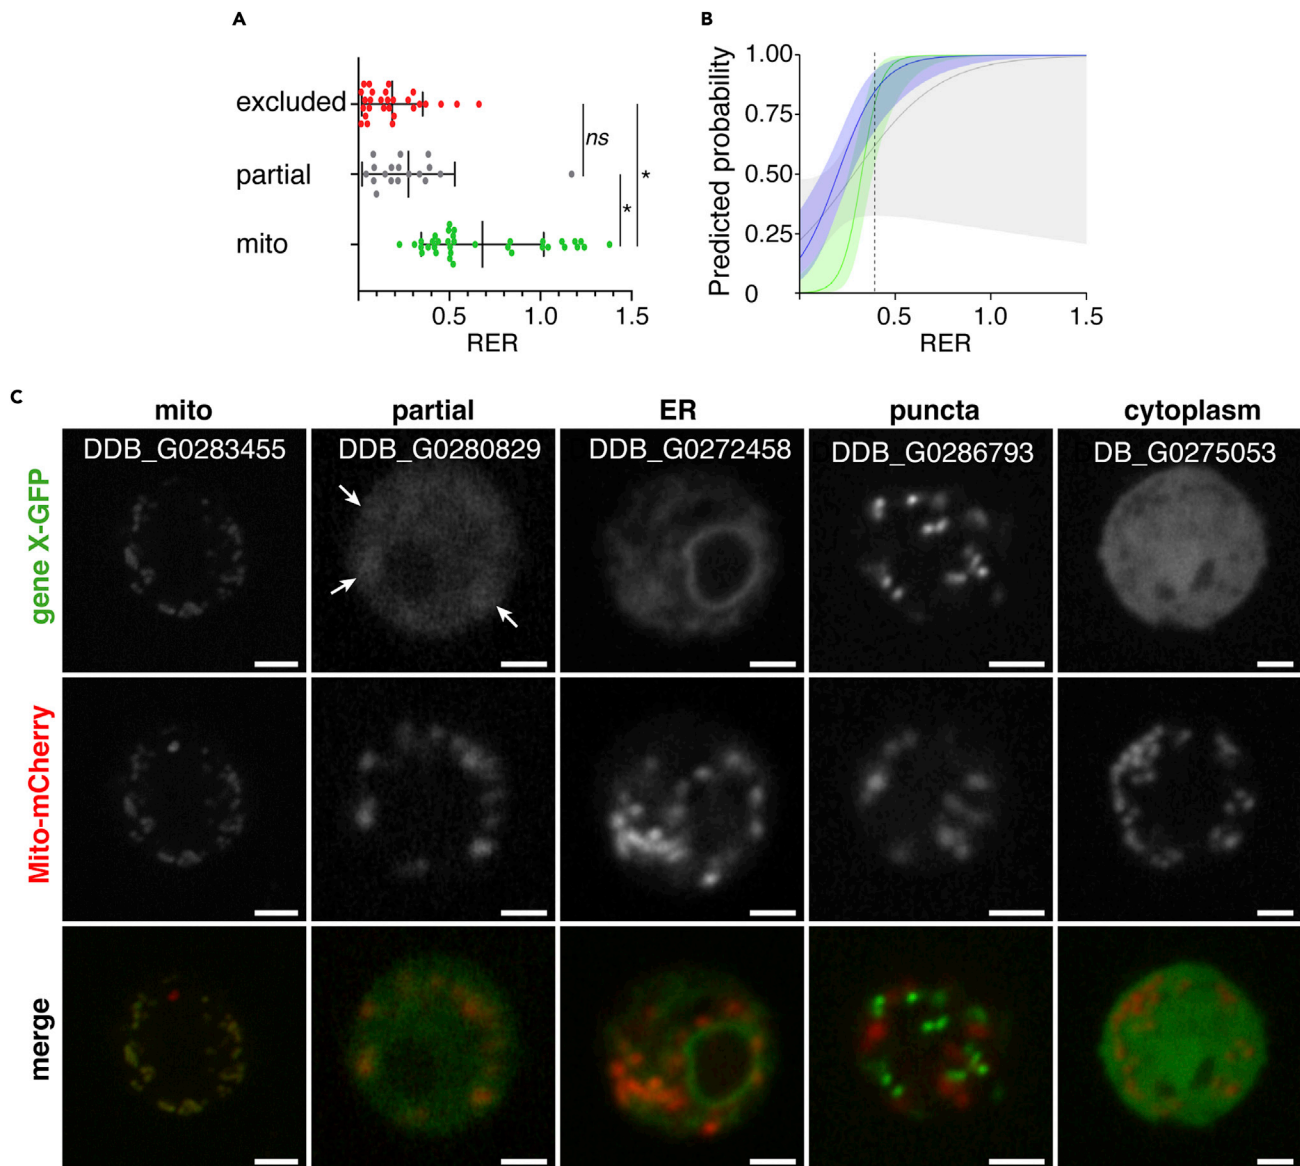 A
excluded
partial
mito
ns
*
*
0.5
1.0
1.5
RER
B
Predicted probability
1.00
0.75
0.50
0.25
0
0.5
1.0
1.5
RER
C
mito
partial
ER
puncta
cytoplasm
gene X-GFP
DDB_G0283455
DDB_G0280829
DDB_G0272458
DDB_G0286793
DB_G0275053
Mito-mCherry
merge